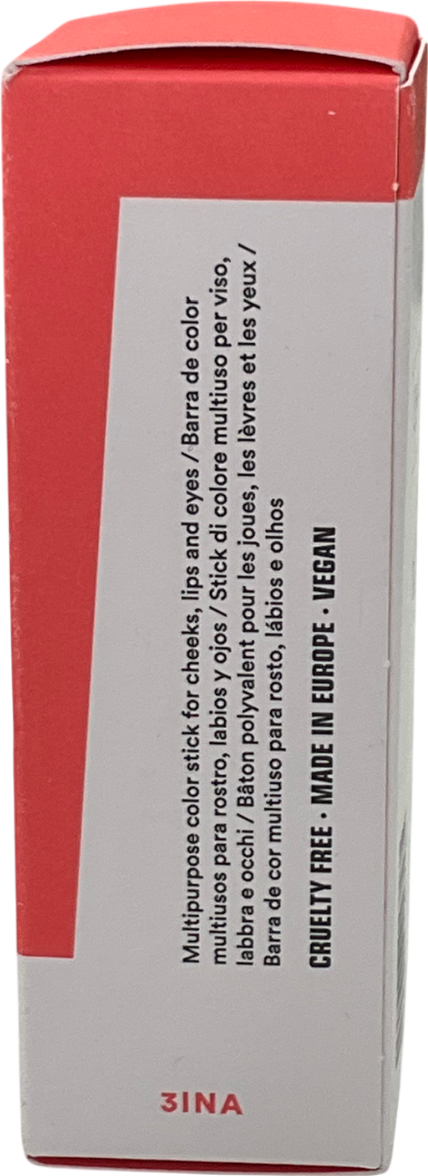 Multipurpose color stick for cheeks, lips and eyes / Barra de color
multiusos para rostro, labios y ojos / Stick di colore multiuso per viso,
labbra e occhi / Bâton polyvalent pour les joues, les lèvres et les yeux /
Barra de cor multiuso para rosto, lábios e olhos
CRUELTY FREE · MADE IN EUROPE · VEGAN
3INA